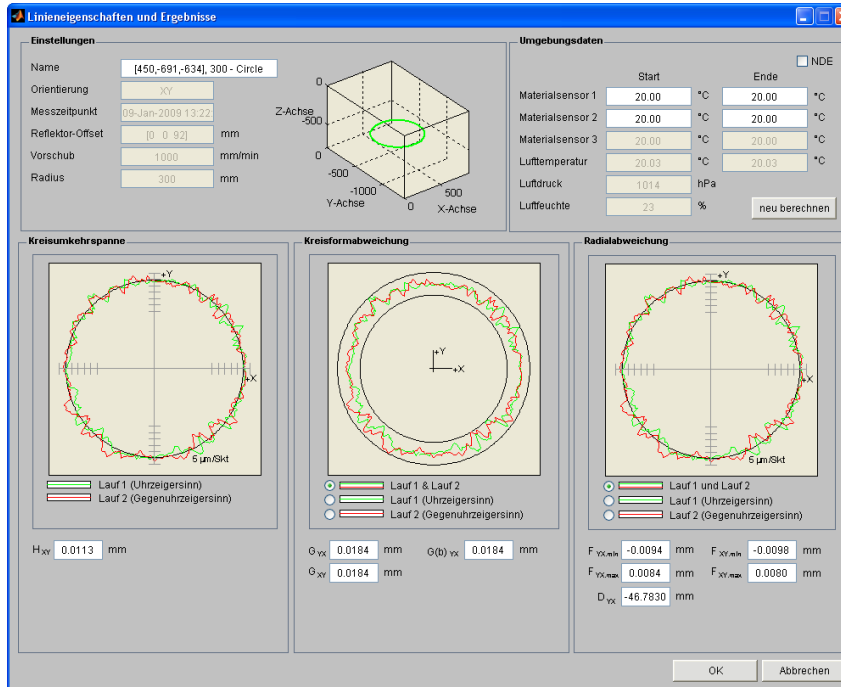 Linieneigenschaften und Ergebnisse
Einstellungen
Name [450,-691,-634], 300 - Circle
Orientierung XY
Messzeitpunkt 09-Jan-2009 13:22
Reflektor-Offset [0 0 92] mm
Vorschub 1000 mm/min
Radius 300 mm
Z-Achse
0
-500
0
-500
-1000
Y-Achse
0
500
X-Achse
Umgebungsdaten
NDE
Start Ende
Materialsensor 1 20.00 °C 20.00 °C
Materialsensor 2 20.00 °C 20.00 °C
Materialsensor 3 20.00 °C 20.00 °C
Lufttemperatur 20.03 °C 20.03 °C
Luftdruck 1014 hPa
Luftfeuchte 23 %
neu berechnen
Kreisumkehrspanne
+Y
+X
5 µm/Skt
Lauf 1 (Uhrzeigersinn)
Lauf 2 (Gegenuhrzeigersinn)
H XY 0.0113 mm
Kreisformabweichung
+Y
+X
Lauf 1 & Lauf 2
Lauf 1 (Uhrzeigersinn)
Lauf 2 (Gegenuhrzeigersinn)
G YX 0.0184 mm G(b) YX 0.0184 mm
G XY 0.0184 mm
Radialabweichung
+Y
+X
5 µm/Skt
Lauf 1 und Lauf 2
Lauf 1 (Uhrzeigersinn)
Lauf 2 (Gegenuhrzeigersinn)
F YX,min -0.0094 mm F XY,min -0.0098 mm
F YX,max 0.0084 mm F XY,max 0.0080 mm
D YX -46.7830 mm
OK Abbrechen